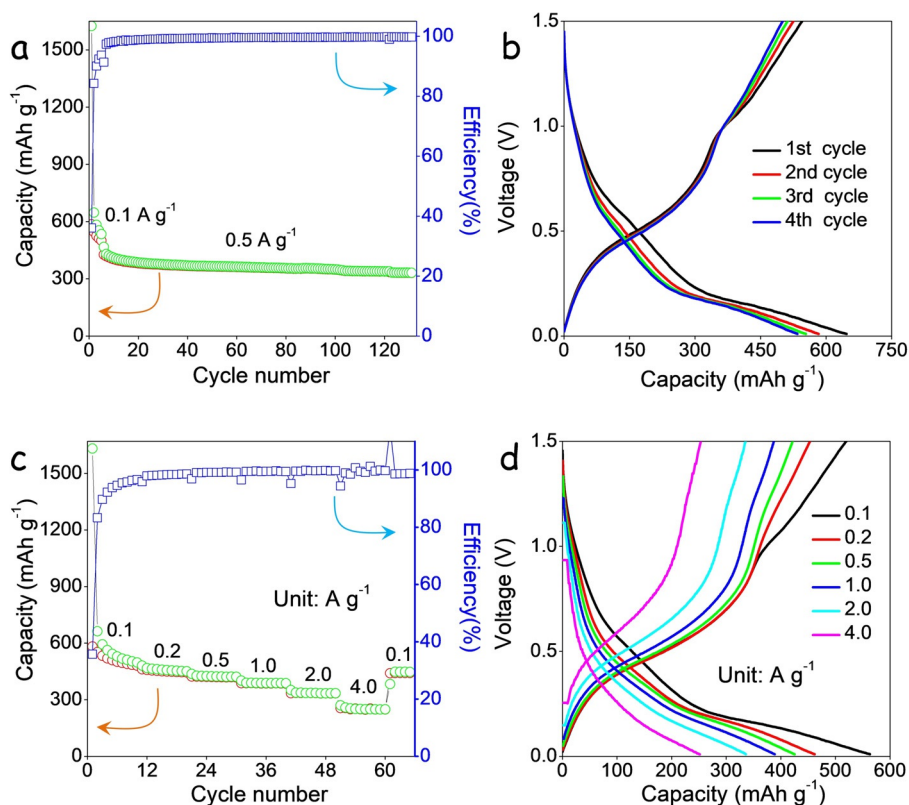 a
1500
1200
900
600
300
0
Capacity (mAh g⁻¹)
0.1 A g⁻¹
0.5 A g⁻¹
100
80
60
40
20
0
Efficiency(%)
0 20 40 60 80 100 120
Cycle number
b
1.5
1.0
0.5
0.0
Voltage (V)
1st cycle
2nd cycle
3rd cycle
4th cycle
0 150 300 450 600 750
Capacity (mAh g⁻¹)
c
1500
1200
900
600
300
0
Capacity (mAh g⁻¹)
Unit: A g⁻¹
0.1
0.2
0.5
1.0
2.0
4.0
0.1
100
80
60
40
20
0
Efficiency(%)
0 12 24 36 48 60
Cycle number
d
1.5
1.0
0.5
0.0
Voltage (V)
0.1
0.2
0.5
1.0
2.0
4.0
Unit: A g⁻¹
0 100 200 300 400 500 600
Capacity (mAh g⁻¹)